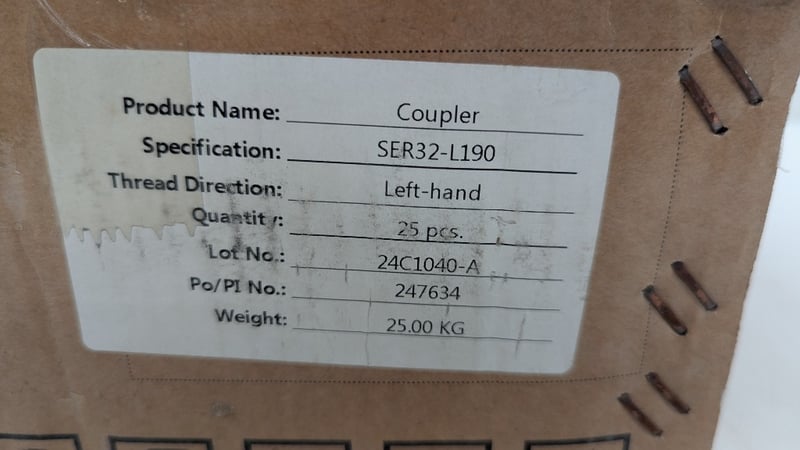 Product Name: Coupler
Specification: SER32-L190
Thread Direction: Left-hand
Quantity: 25 pcs.
Lot No.: 24C1040-A
Po/PI No.: 247634
Weight: 25.00 KG